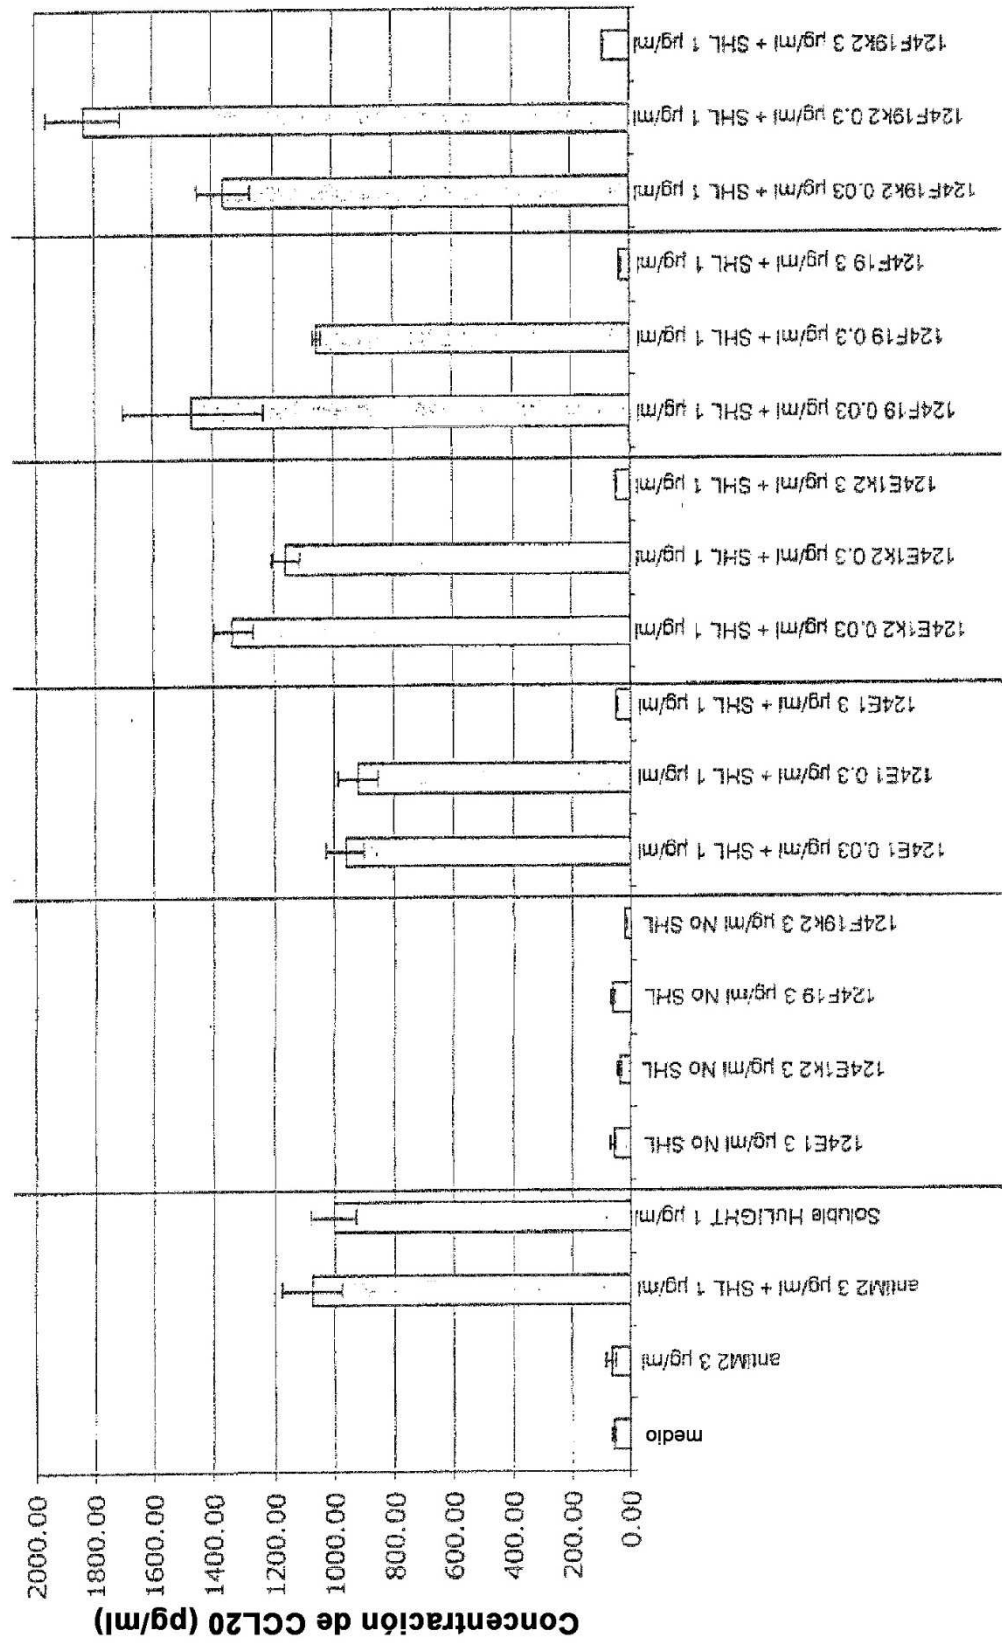 Concentración de CCL20 (pg/ml)
2000.00
1800.00
1600.00
1400.00
1200.00
1000.00
800.00
600.00
400.00
200.00
0.00
medio
antiM2 3 µg/ml
antiM2 3 µg/ml + SHL 1 µg/ml
Soluble HuLIGHT 1 µg/ml
124E1 3 µg/ml No SHL
124E1k2 3 µg/ml No SHL
124F19 3 µg/ml No SHL
124F19k2 3 µg/ml No SHL
124E1 0.03 µg/ml + SHL 1 µg/ml
124E1 0.3 µg/ml + SHL 1 µg/ml
124E1 3 µg/ml + SHL 1 µg/ml
124E1k2 0.03 µg/ml + SHL 1 µg/ml
124E1k2 0.3 µg/ml + SHL 1 µg/ml
124E1k2 3 µg/ml + SHL 1 µg/ml
124F19 0.03 µg/ml + SHL 1 µg/ml
124F19 0.3 µg/ml + SHL 1 µg/ml
124F19 3 µg/ml + SHL 1 µg/ml
124F19k2 0.03 µg/ml + SHL 1 µg/ml
124F19k2 0.3 µg/ml + SHL 1 µg/ml
124F19k2 3 µg/ml + SHL 1 µg/ml